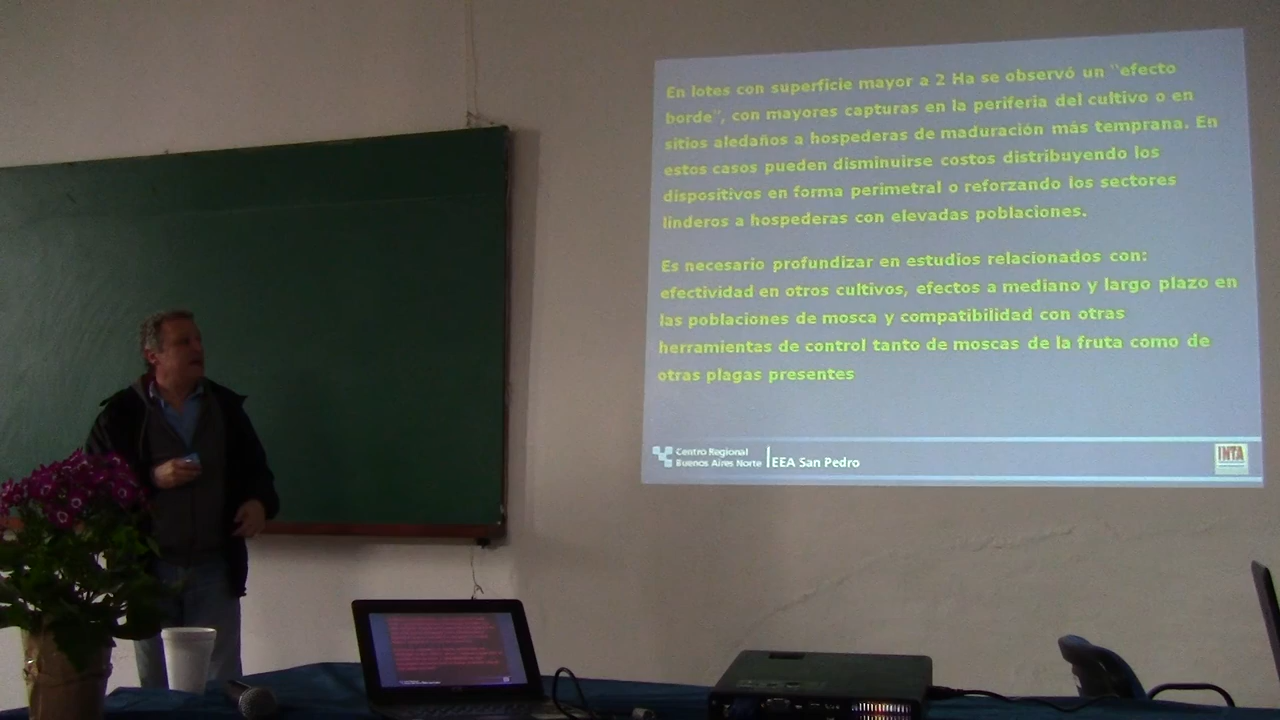 En lotes con superficie mayor a 2 Ha se observó un “efecto
borde”, con mayores capturas en la periferia del cultivo o en
sitios aledaños a hospederas de maduración más temprana. En
estos casos pueden disminuirse costos distribuyendo los
dispositivos en forma perimetral o reforzando los sectores
linderos a hospederas con elevadas poblaciones.
Es necesario profundizar en estudios relacionados con:
efectividad en otros cultivos, efectos a mediano y largo plazo en
las poblaciones de mosca y compatibilidad con otras
herramientas de control tanto de moscas de la fruta como de
otras plagas presentes
Centro Regional
Buenos Aires Norte
EEA San Pedro
INTA